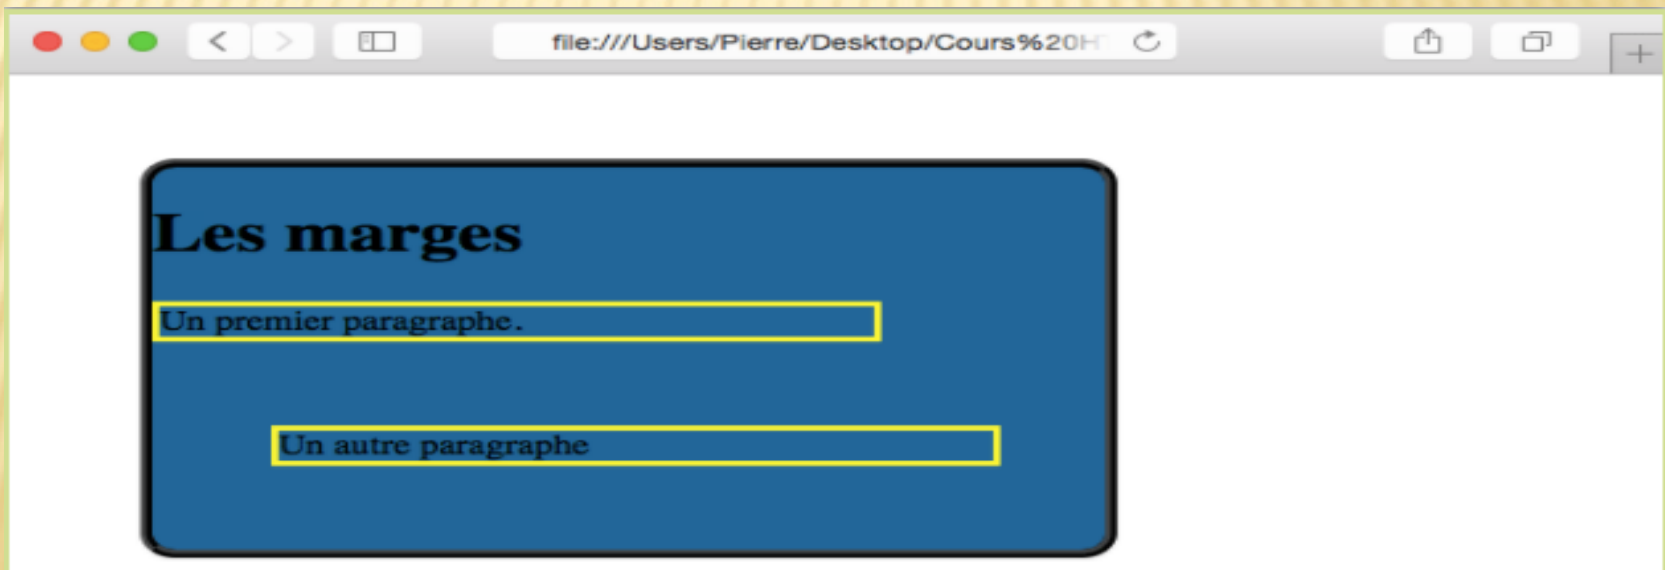 file:///Users/Pierre/Desktop/Cours%20H
Les marges
Un premier paragraphe.
Un autre paragraphe